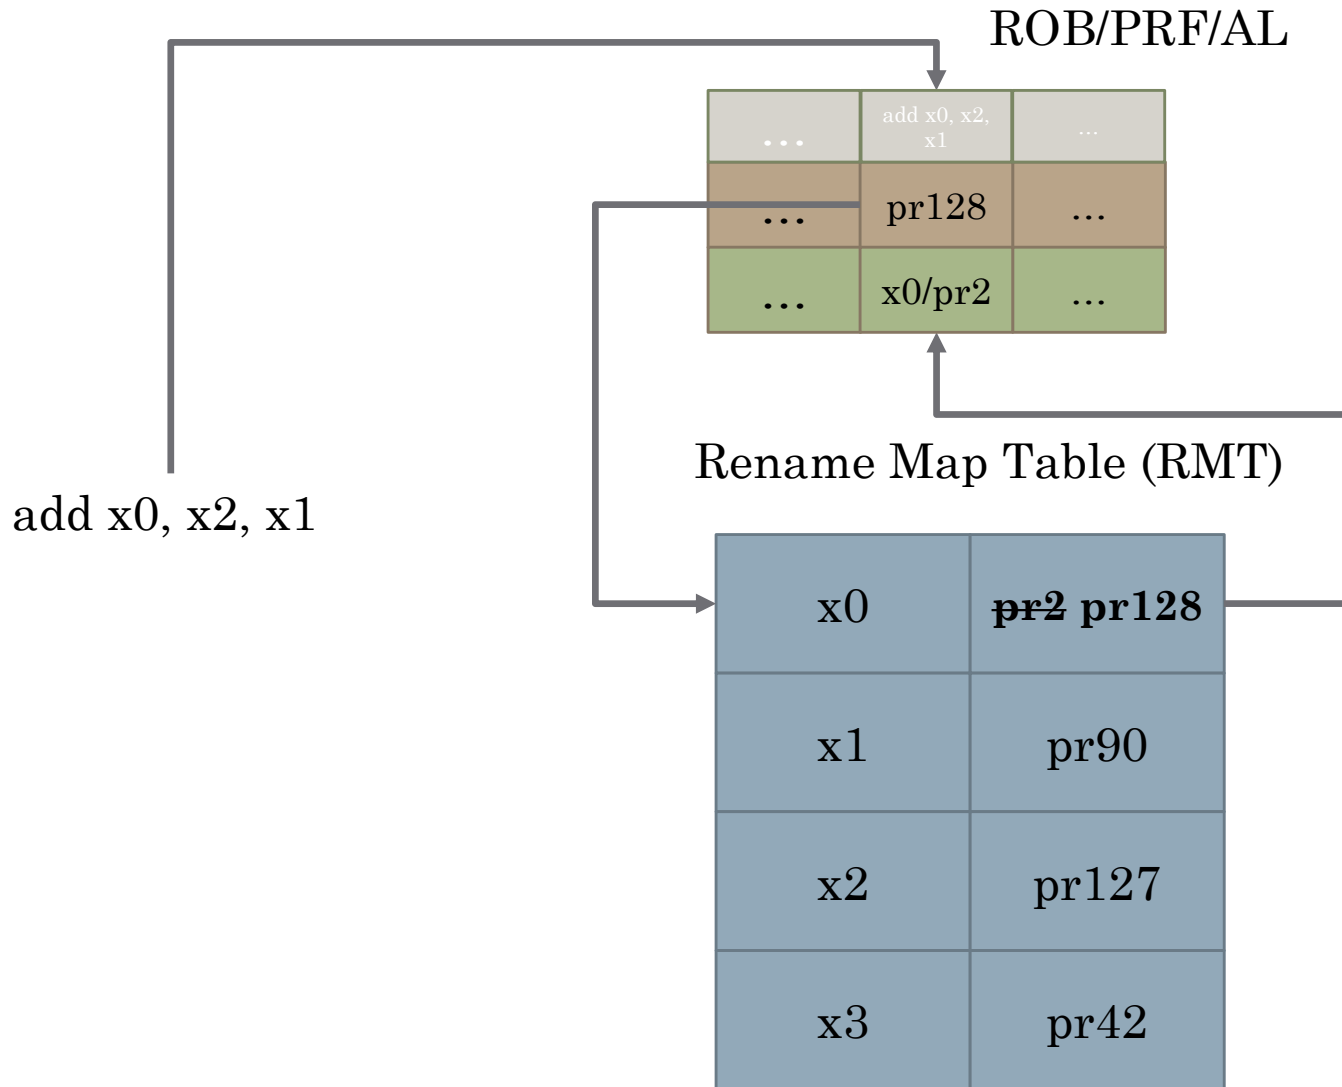 ROB/PRF/AL
... add x0, x2, ...
x1
... pr128 ...
... x0/pr2 ...
Rename Map Table (RMT)
add x0, x2, x1
x0 pr2 pr128
x1 pr90
x2 pr127
x3 pr42